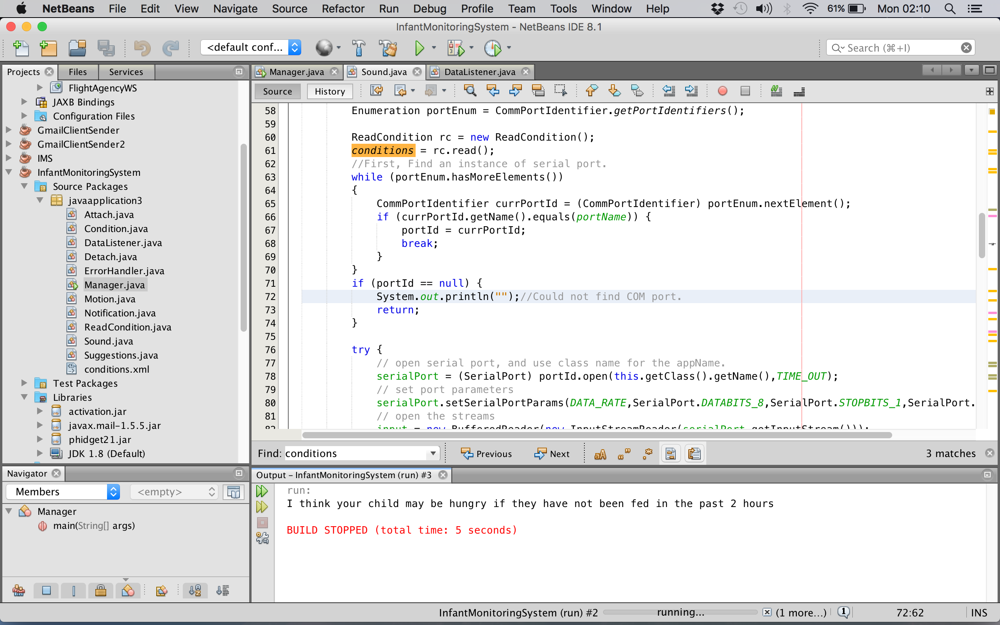 NetBeans File Edit View Navigate Source Refactor Run Debug Profile Team Tools Window Help 61% Mon 02:10
InfantMonitoringSystem - NetBeans IDE 8.1
<default conf... Search (⌘+I)
Projects Files Services
FlightAgencyWS
JAXB Bindings
Configuration Files
GmailClientSender
GmailClientSender2
IMS
InfantMonitoringSystem
Source Packages
javaapplication3
Attach.java
Condition.java
DataListener.java
Detach.java
ErrorHandler.java
Manager.java
Motion.java
Notification.java
ReadCondition.java
Sound.java
Suggestions.java
conditions.xml
Test Packages
Libraries
activation.jar
javax.mail-1.5.5.jar
phidget21.jar
JDK 1.8 (Default)
Navigator
Members <empty>
Manager
main(String[] args)
Manager.java Sound.java DataListener.java
Source History
58 Enumeration portEnum = CommPortIdentifier.getPortIdentifiers();
59
60 ReadCondition rc = new ReadCondition();
61 conditions = rc.read();
62 //First, Find an instance of serial port.
63 while (portEnum.hasMoreElements())
64 {
65 CommPortIdentifier currPortId = (CommPortIdentifier) portEnum.nextElement();
66 if (currPortId.getName().equals(portName)) {
67 portId = currPortId;
68 break;
69 }
70 }
71 if (portId == null) {
72 System.out.println("");//Could not find COM port.
73 return;
74 }
75
76 try {
77 // open serial port, and use class name for the appName.
78 serialPort = (SerialPort) portId.open(this.getClass().getName(),TIME_OUT);
79 // set port parameters
80 serialPort.setSerialPortParams(DATA_RATE,SerialPort.DATABITS_8,SerialPort.STOPBITS_1,SerialPort.
81 // open the streams
82 input = new BufferedReader(new InputStreamReader(serialPort.getInputStream()));
Find: conditions Previous Next 3 matches
Output - InfantMonitoringSystem (run) #3
run:
I think your child may be hungry if they have not been fed in the past 2 hours
BUILD STOPPED (total time: 5 seconds)
InfantMonitoringSystem (run) #2 running... (1 more...) 1 72:62 INS